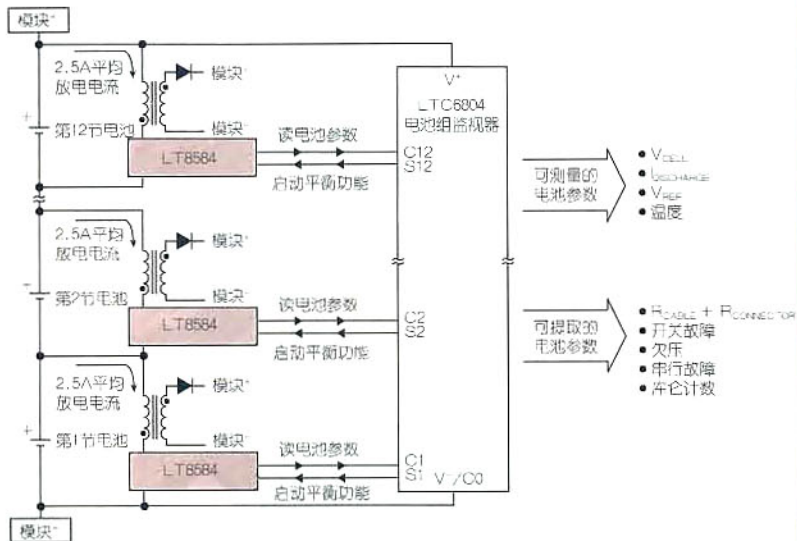 模块+
2.5A平均
放电电流
模块+
模块-
+
第12节电池
LT8584
读电池参数
启动平衡功能
2.5A平均
放电电流
模块+
模块-
第2节电池
LT8584
读电池参数
启动平衡功能
2.5A平均
放电电流
模块+
模块-
+
第1节电池
LT8584
读电池参数
启动平衡功能
模块-
V+
LTC6804
电池组监视器
C12
S12
C2
S2
C1
S1
V-/C0
可测量的
电池参数
● VCELL
● IDISCHARGE
● VREF
● 温度
可提取的
电池参数
● RCABLE + RCONNECTOR
● 开关故障
● 欠压
● 串行故障
● 库仑计数